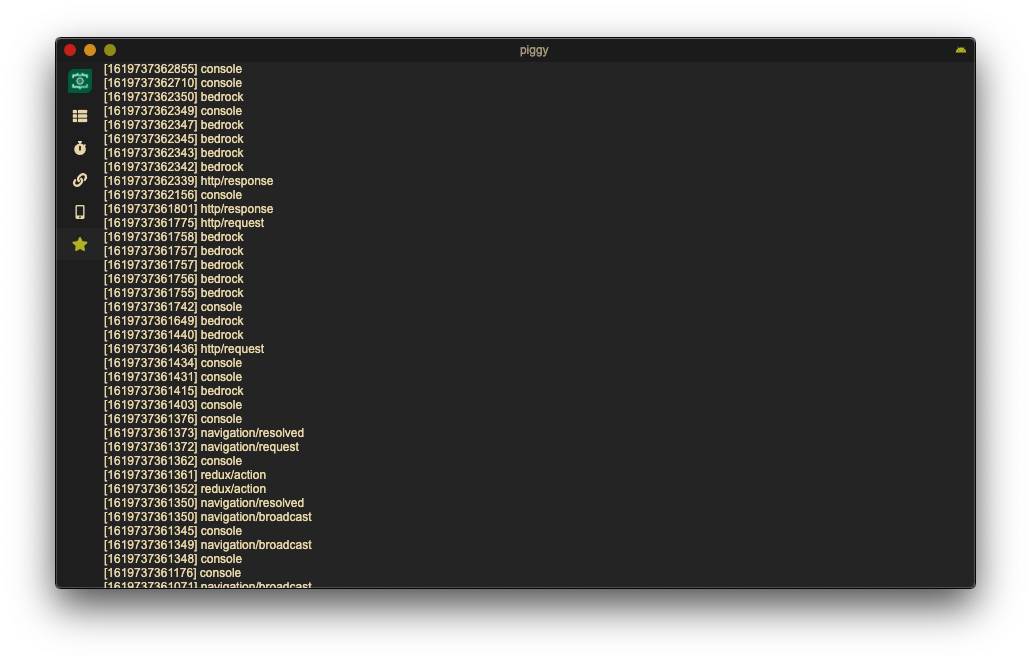 piggy
[1619737362855] console
[1619737362710] console
[1619737362350] bedrock
[1619737362349] console
[1619737362347] bedrock
[1619737362345] bedrock
[1619737362343] bedrock
[1619737362342] bedrock
[1619737362339] http/response
[1619737362156] console
[1619737361801] http/response
[1619737361775] http/request
[1619737361758] bedrock
[1619737361757] bedrock
[1619737361757] bedrock
[1619737361756] bedrock
[1619737361755] bedrock
[1619737361742] console
[1619737361649] bedrock
[1619737361440] bedrock
[1619737361436] http/request
[1619737361434] console
[1619737361431] console
[1619737361415] bedrock
[1619737361403] console
[1619737361376] console
[1619737361373] navigation/resolved
[1619737361372] navigation/request
[1619737361362] console
[1619737361361] redux/action
[1619737361352] redux/action
[1619737361350] navigation/resolved
[1619737361350] navigation/broadcast
[1619737361345] console
[1619737361349] navigation/broadcast
[1619737361348] console
[1619737361176] console
[1619737361071] navigation/broadcast